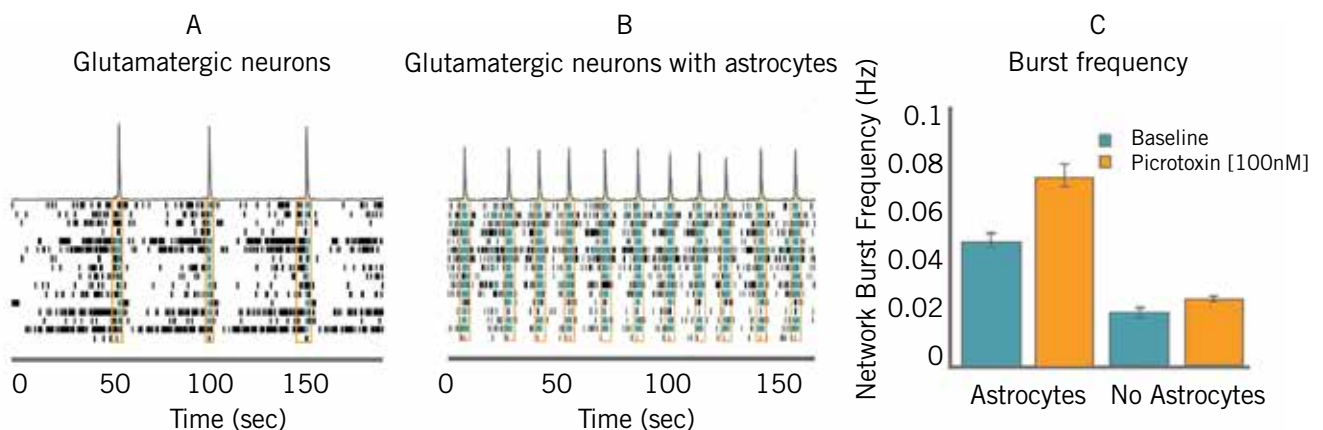 A
Glutamatergic neurons
0 50 100 150
Time (sec)
B
Glutamatergic neurons with astrocytes
0 50 100 150
Time (sec)
C
Burst frequency
Network Burst Frequency (Hz)
0.1
0.08
0.06
0.04
0.02
0
Baseline
Picrotoxin [100nM]
Astrocytes No Astrocytes